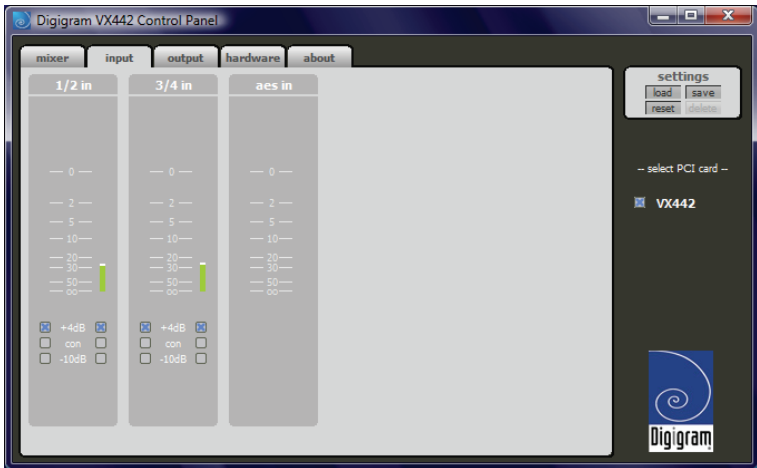 Digigram VX442 Control Panel
mixer input output hardware about
1/2 in 3/4 in aes in
— 0 — — 0 — — 0 —
— 2 — — 2 — — 2 —
— 5 — — 5 — — 5 —
— 10 — — 10 — — 10 —
— 20 — — 20 — — 20 —
— 30 — — 30 — — 30 —
— 50 — — 50 — — 50 —
— ∞ — — ∞ — — ∞ —
+4dB +4dB
con con
-10dB -10dB
settings
load save
reset delete
-- select PCI card --
VX442
Digigram